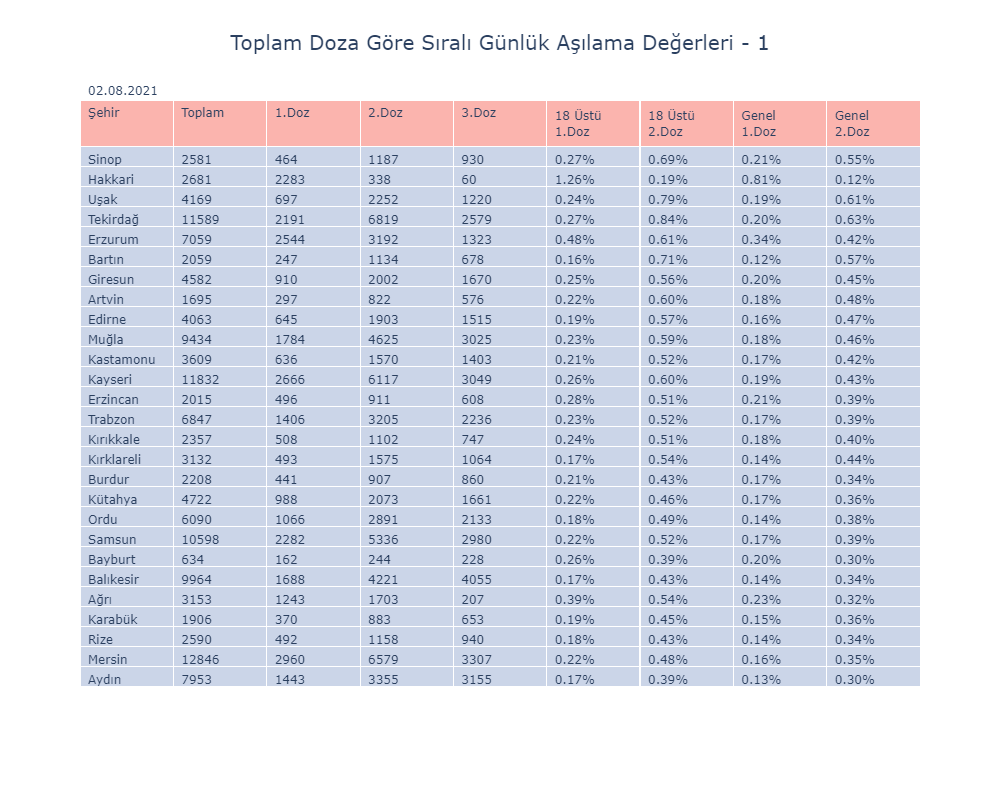 Toplam Doza Göre Sıralı Günlük Aşılama Değerleri - 1
02.08.2021
Şehir Toplam 1.Doz 2.Doz 3.Doz 18 Üstü 1.Doz 18 Üstü 2.Doz Genel 1.Doz Genel 2.Doz
Sinop 2581 464 1187 930 0.27% 0.69% 0.21% 0.55%
Hakkari 2681 2283 338 60 1.26% 0.19% 0.81% 0.12%
Uşak 4169 697 2252 1220 0.24% 0.79% 0.19% 0.61%
Tekirdağ 11589 2191 6819 2579 0.27% 0.84% 0.20% 0.63%
Erzurum 7059 2544 3192 1323 0.48% 0.61% 0.34% 0.42%
Bartın 2059 247 1134 678 0.16% 0.71% 0.12% 0.57%
Giresun 4582 910 2002 1670 0.25% 0.56% 0.20% 0.45%
Artvin 1695 297 822 576 0.22% 0.60% 0.18% 0.48%
Edirne 4063 645 1903 1515 0.19% 0.57% 0.16% 0.47%
Muğla 9434 1784 4625 3025 0.23% 0.59% 0.18% 0.46%
Kastamonu 3609 636 1570 1403 0.21% 0.52% 0.17% 0.42%
Kayseri 11832 2666 6117 3049 0.26% 0.60% 0.19% 0.43%
Erzincan 2015 496 911 608 0.28% 0.51% 0.21% 0.39%
Trabzon 6847 1406 3205 2236 0.23% 0.52% 0.17% 0.39%
Kırıkkale 2357 508 1102 747 0.24% 0.51% 0.18% 0.40%
Kırklareli 3132 493 1575 1064 0.17% 0.54% 0.14% 0.44%
Burdur 2208 441 907 860 0.21% 0.43% 0.17% 0.34%
Kütahya 4722 988 2073 1661 0.22% 0.46% 0.17% 0.36%
Ordu 6090 1066 2891 2133 0.18% 0.49% 0.14% 0.38%
Samsun 10598 2282 5336 2980 0.22% 0.52% 0.17% 0.39%
Bayburt 634 162 244 228 0.26% 0.39% 0.20% 0.30%
Balıkesir 9964 1688 4221 4055 0.17% 0.43% 0.14% 0.34%
Ağrı 3153 1243 1703 207 0.39% 0.54% 0.23% 0.32%
Karabük 1906 370 883 653 0.19% 0.45% 0.15% 0.36%
Rize 2590 492 1158 940 0.18% 0.43% 0.14% 0.34%
Mersin 12846 2960 6579 3307 0.22% 0.48% 0.16% 0.35%
Aydın 7953 1443 3355 3155 0.17% 0.39% 0.13% 0.30%